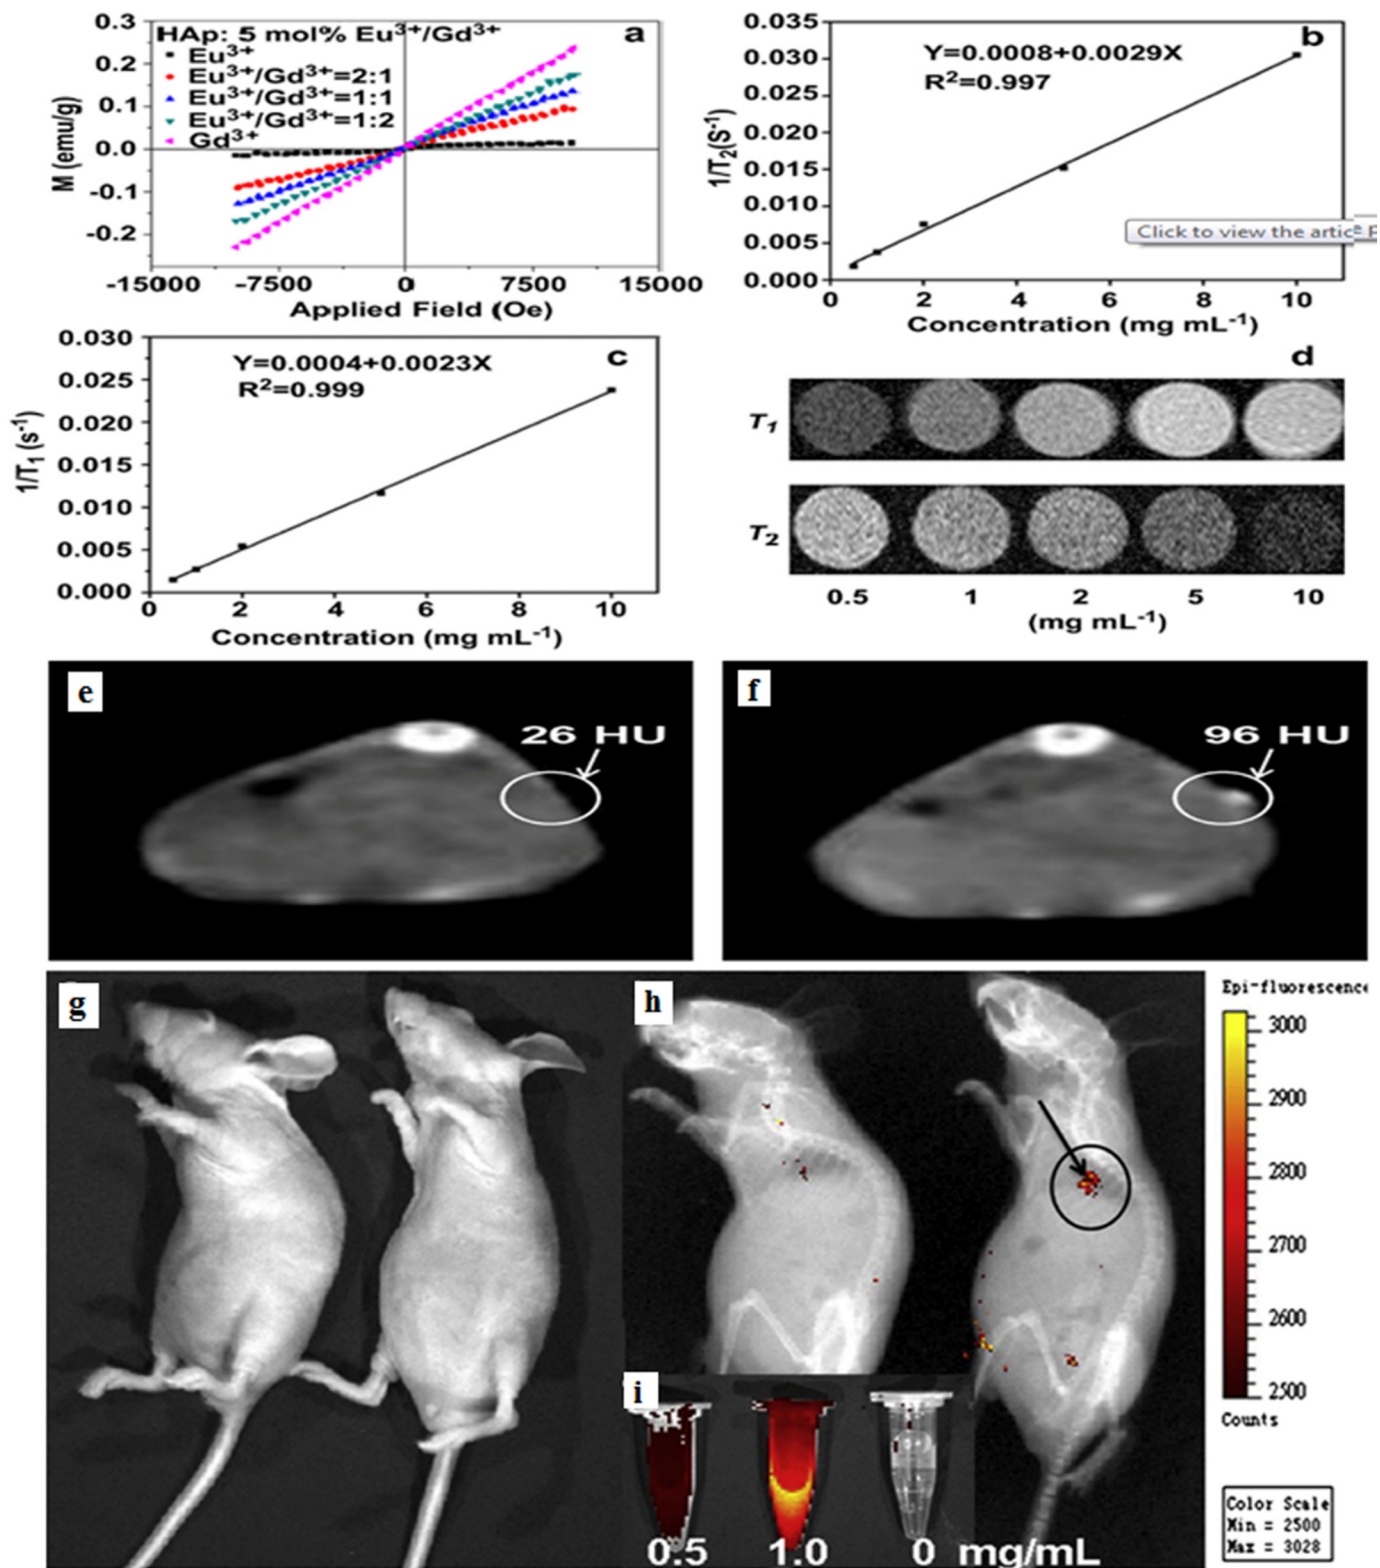 HAp: 5 mol% Eu³⁺/Gd³⁺
a
Eu³⁺
Eu³⁺/Gd³⁺=2:1
Eu³⁺/Gd³⁺=1:1
Eu³⁺/Gd³⁺=1:2
Gd³⁺
0.3
0.2
0.1
0.0
-0.1
-0.2
M (emu/g)
-15000 -7500 0 7500 15000
Applied Field (Oe)
b
Y=0.0008+0.0029X
R²=0.997
0.035
0.030
0.025
0.020
0.015
0.010
0.005
0.000
1/T₂(S⁻¹)
Click to view the artic
0 2 4 6 8 10
Concentration (mg mL⁻¹)
c
Y=0.0004+0.0023X
R²=0.999
0.030
0.025
0.020
0.015
0.010
0.005
0.000
1/T₁ (s⁻¹)
0 2 4 6 8 10
Concentration (mg mL⁻¹)
d
T₁
T₂
0.5 1 2 5 10
(mg mL⁻¹)
e
26 HU
f
96 HU
g
h
i
0.5 1.0 0 mg/mL
Epi-fluorescence
3000
2900
2800
2700
2600
2500
Counts
Color Scale
Min = 2500
Max = 3028